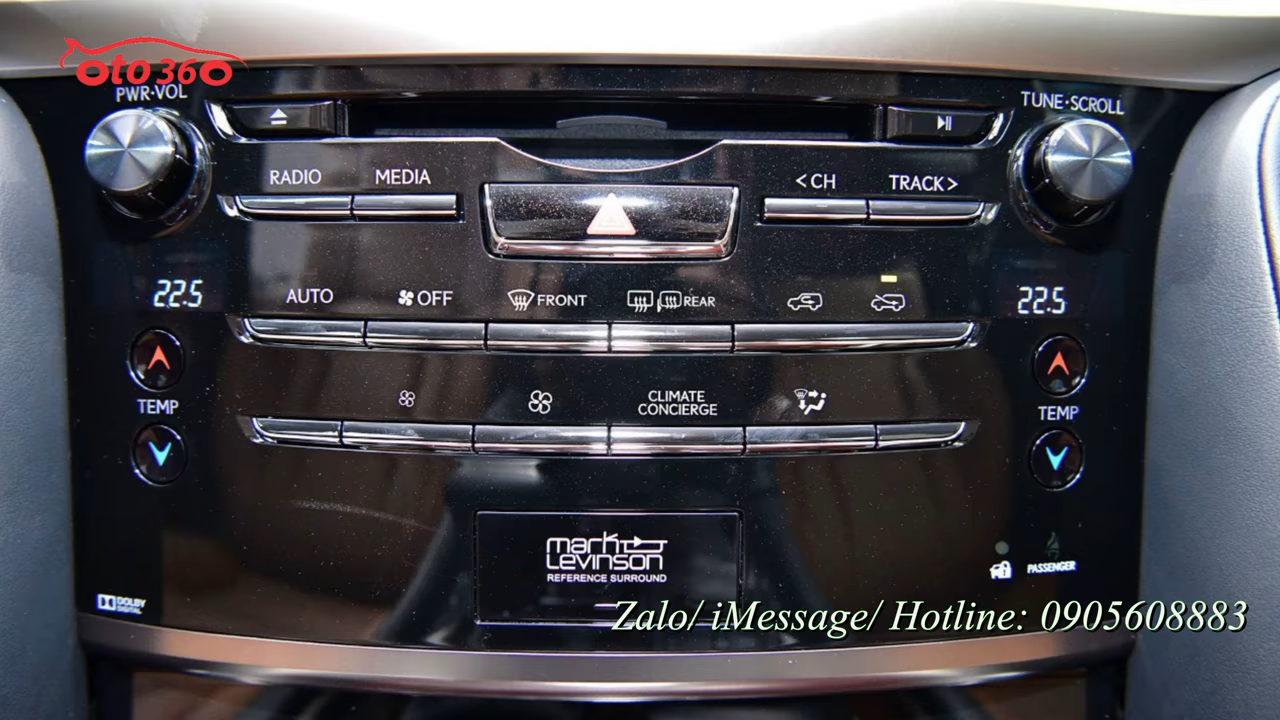 oto360
PWR·VOL
TUNE·SCROLL
RADIO
MEDIA
< CH
TRACK >
22.5
AUTO
OFF
FRONT
REAR
22.5
TEMP
CLIMATE
CONCIERGE
TEMP
mark
Levinson
REFERENCE SURROUND
PASSENGER
DOLBY
DIGITAL
Zalo/ iMessage/ Hotline: 0905608883